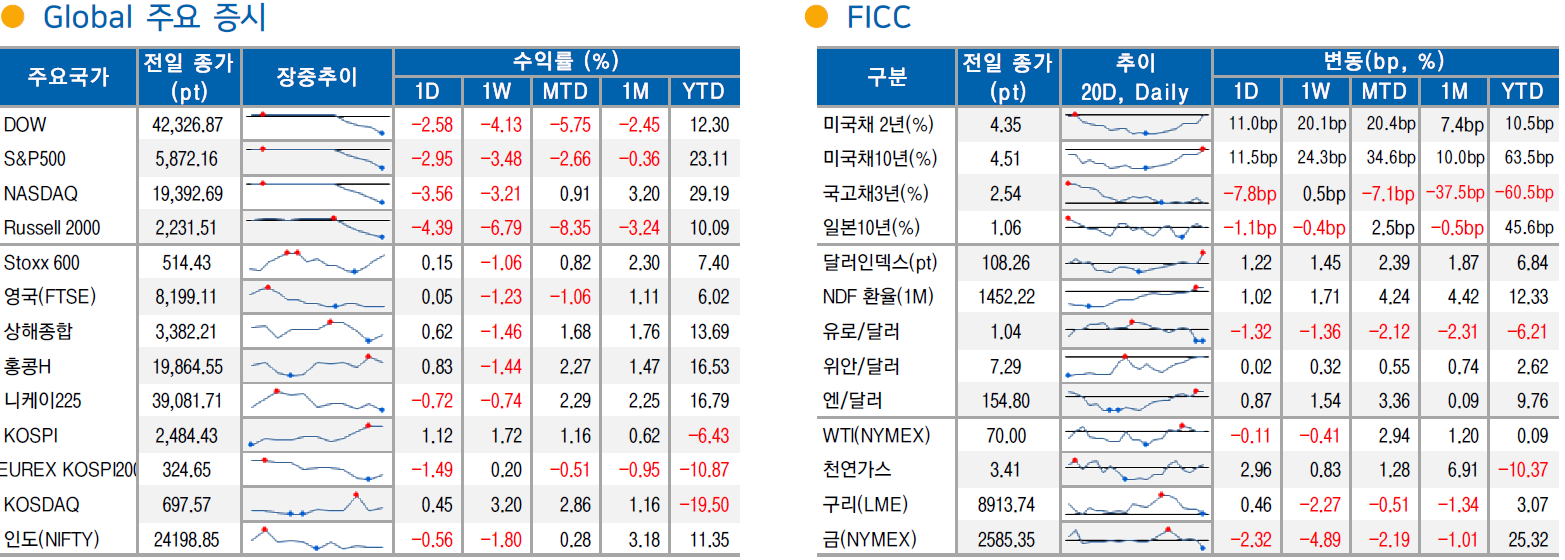 Global 주요 증시
주요국가 전일 종가 (pt) 장중추이 수익률 (%)
1D 1W MTD 1M YTD
DOW 42,326.87 −2.58 −4.13 −5.75 −2.45 12.30
S&P500 5,872.16 −2.95 −3.48 −2.66 −0.36 23.11
NASDAQ 19,392.69 −3.56 −3.21 0.91 3.20 29.19
Russell 2000 2,231.51 −4.39 −6.79 −8.35 −3.24 10.09
Stoxx 600 514.43 0.15 −1.06 0.82 2.30 7.40
영국(FTSE) 8,199.11 0.05 −1.23 −1.06 1.11 6.02
상해종합 3,382.21 0.62 −1.46 1.68 1.76 13.69
홍콩H 19,864.55 0.83 −1.44 2.27 1.47 16.53
니케이225 39,081.71 −0.72 −0.74 2.29 2.25 16.79
KOSPI 2,484.43 1.12 1.72 1.16 0.62 −6.43
EUREX KOSPI200 324.65 −1.49 0.20 −0.51 −0.95 −10.87
KOSDAQ 697.57 0.45 3.20 2.86 1.16 −19.50
인도(NIFTY) 24198.85 −0.56 −1.80 0.28 3.18 11.35
FICC
구분 전일 종가 (pt) 추이 20D, Daily 변동(bp, %)
1D 1W MTD 1M YTD
미국채 2년(%) 4.35 11.0bp 20.1bp 20.4bp 7.4bp 10.5bp
미국채10년(%) 4.51 11.5bp 24.3bp 34.6bp 10.0bp 63.5bp
국고채3년(%) 2.54 −7.8bp 0.5bp −7.1bp −37.5bp −60.5bp
일본10년(%) 1.06 −1.1bp −0.4bp 2.5bp −0.5bp 45.6bp
달러인덱스(pt) 108.26 1.22 1.45 2.39 1.87 6.84
NDF 환율(1M) 1452.22 1.02 1.71 4.24 4.42 12.33
유로/달러 1.04 −1.32 −1.36 −2.12 −2.31 −6.21
위안/달러 7.29 0.02 0.32 0.55 0.74 2.62
엔/달러 154.80 0.87 1.54 3.36 0.09 9.76
WTI(NYMEX) 70.00 −0.11 −0.41 2.94 1.20 0.09
천연가스 3.41 2.96 0.83 1.28 6.91 −10.37
구리(LME) 8913.74 0.46 −2.27 −0.51 −1.34 3.07
금(NYMEX) 2585.35 −2.32 −4.89 −2.19 −1.01 25.32